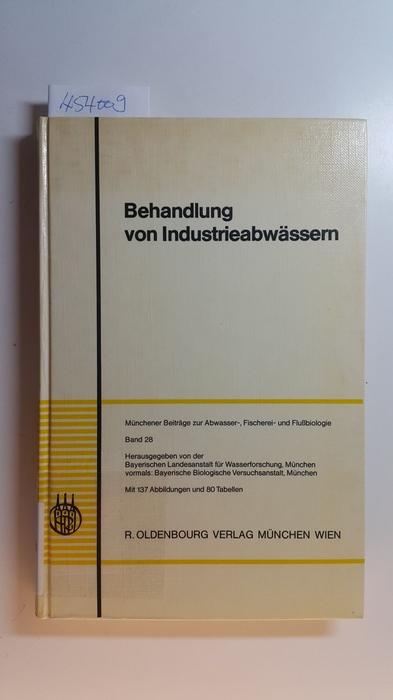 454009
Behandlung
von Industrieabwässern
Münchener Beiträge zur Abwasser-, Fischerei- und Flußbiologie
Band 28
Herausgegeben von der
Bayerischen Landesanstalt für Wasserforschung, München
vormals: Bayerische Biologische Versuchsanstalt, München
Mit 137 Abbildungen und 80 Tabellen
R. OLDENBOURG VERLAG MÜNCHEN WIEN